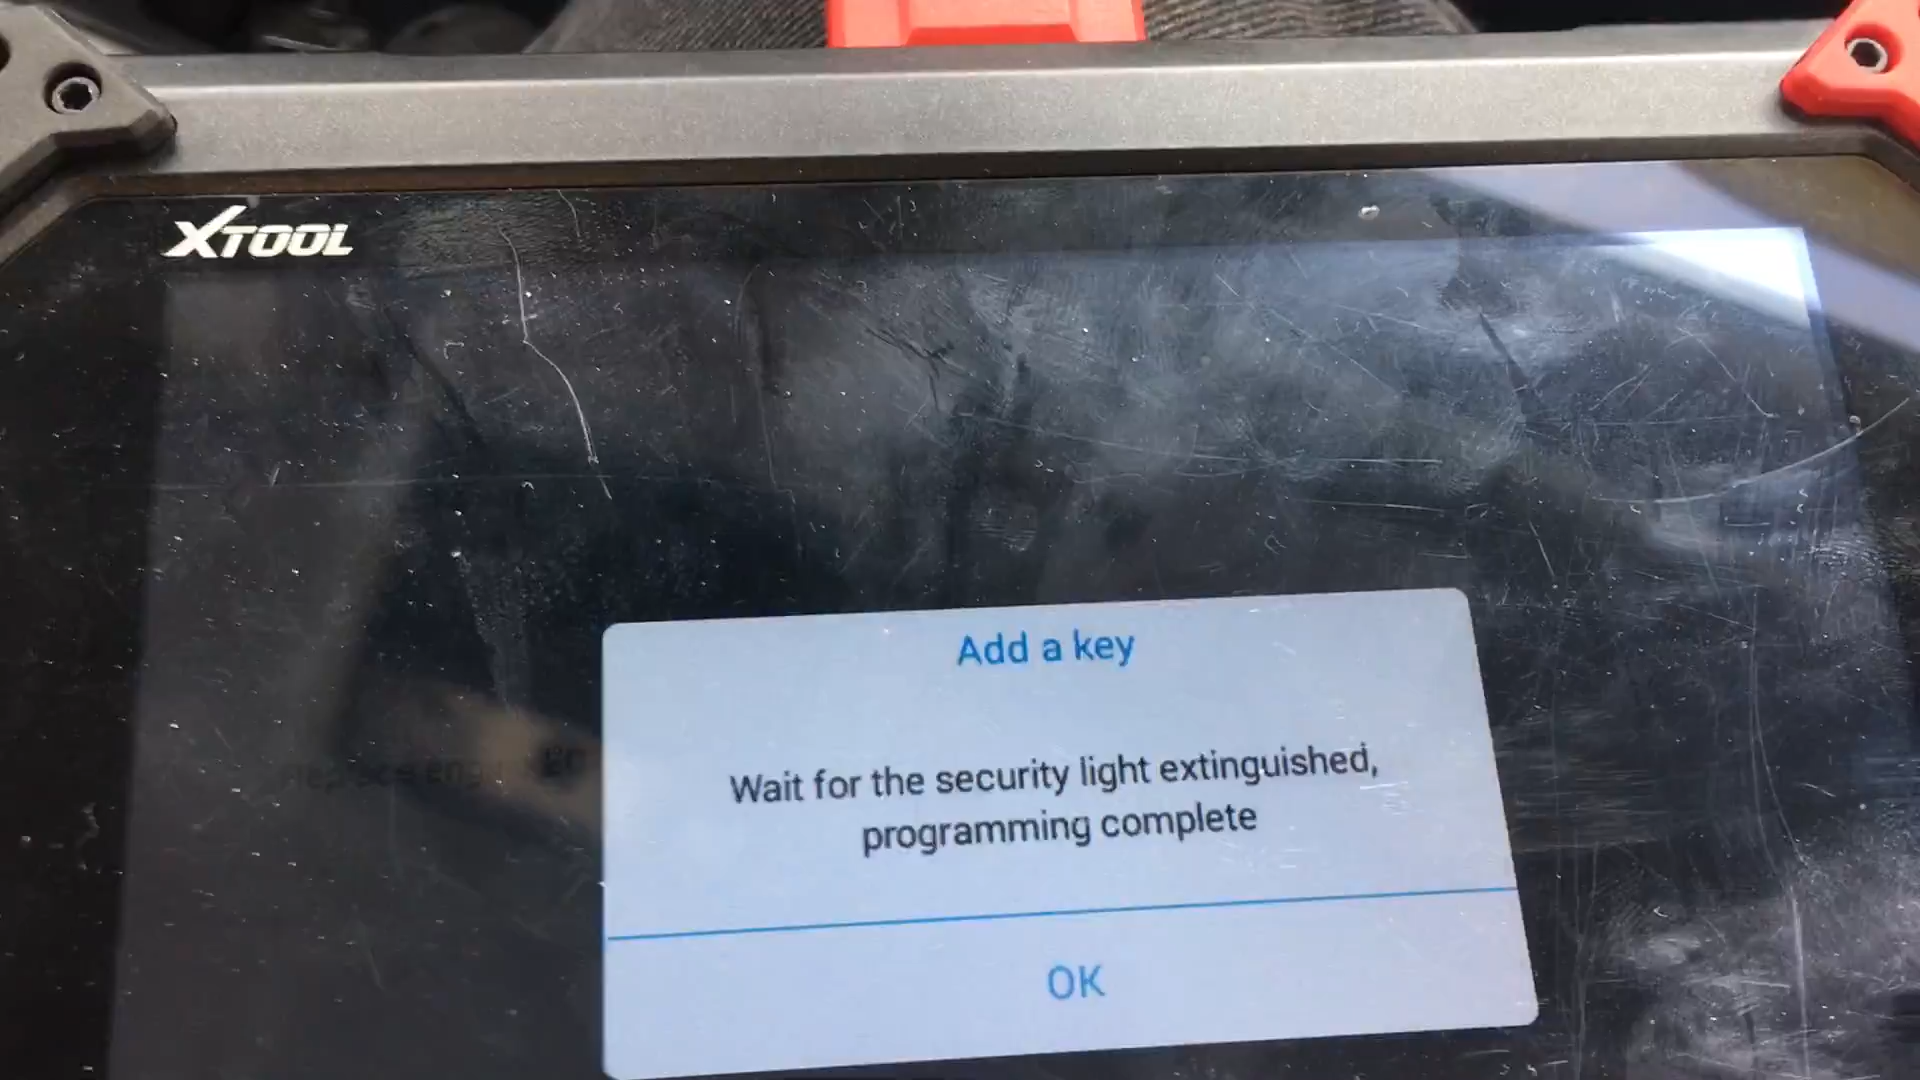 XTOOL
Add a key
Wait for the security light extinguished,
programming complete
OK